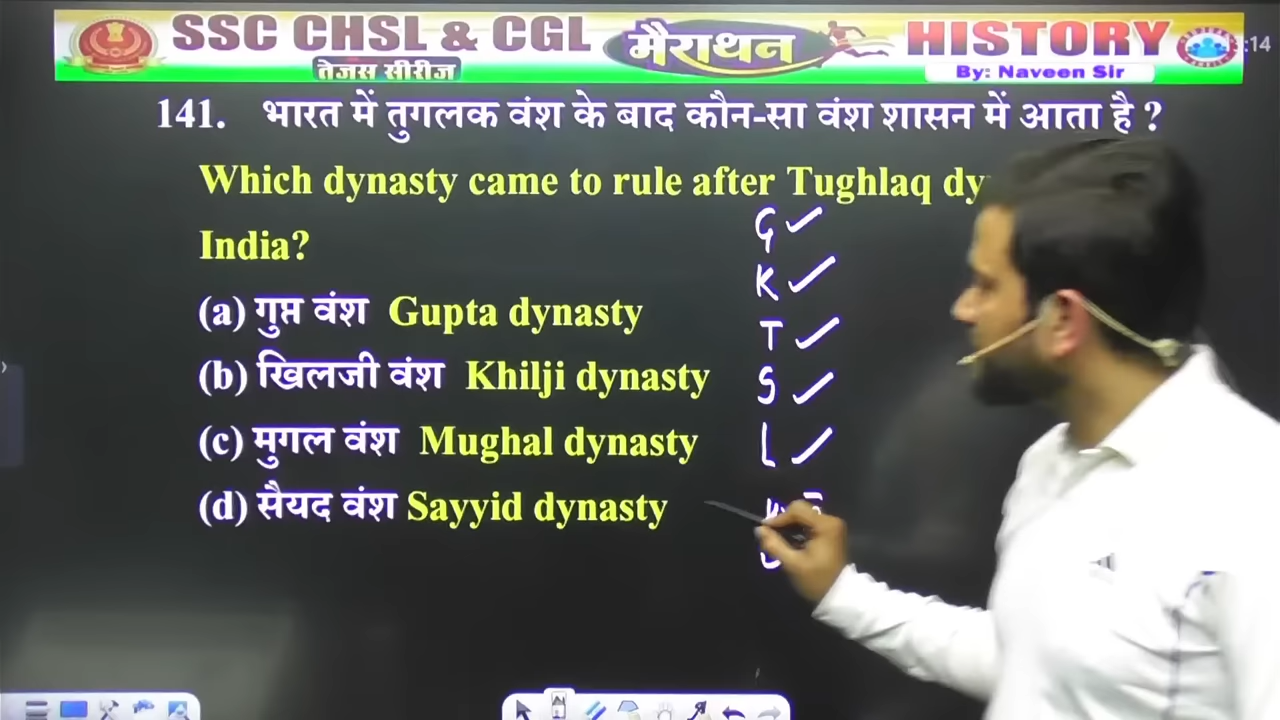 SSC CHSL & CGL
तेजस सीरीज
मैराथन
HISTORY
By: Naveen Sir
:14
141. भारत में तुगलक वंश के बाद कौन-सा वंश शासन में आता है ?
Which dynasty came to rule after Tughlaq dy
India?
(a) गुप्त वंश Gupta dynasty
(b) खिलजी वंश Khilji dynasty
(c) मुगल वंश Mughal dynasty
(d) सैयद वंश Sayyid dynasty
G ✓
K ✓
T ✓
S ✓
L ✓